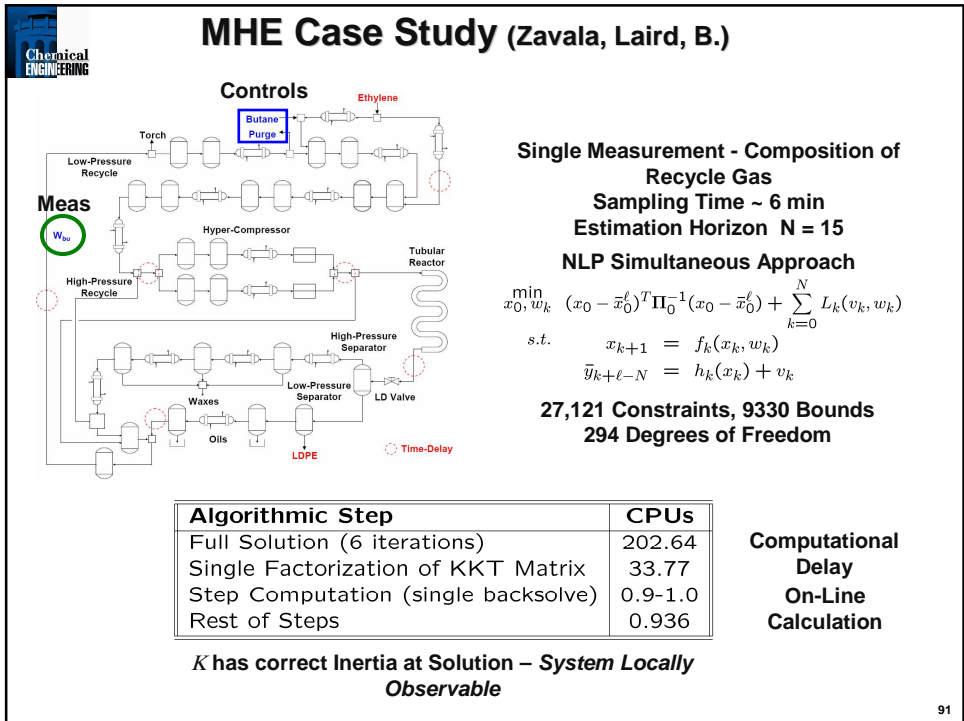 Chemical
ENGINEERING
MHE Case Study (Zavala, Laird, B.)
Controls
Ethylene
Butane
Purge
Torch
Low-Pressure
Recycle
Meas
W_bu
Hyper-Compressor
Tubular
Reactor
High-Pressure
Recycle
High-Pressure
Separator
Low-Pressure
Separator
LD Valve
Waxes
Oils
LDPE
Time-Delay
Single Measurement - Composition of
Recycle Gas
Sampling Time ~ 6 min
Estimation Horizon N = 15
NLP Simultaneous Approach
min_{x_0, w_k} (x_0 − x̄_0^ℓ)^T Π_0^{−1} (x_0 − x̄_0^ℓ) + ∑_{k=0}^{N} L_k(v_k, w_k)
s.t. x_{k+1} = f_k(x_k, w_k)
ȳ_{k+ℓ−N} = h_k(x_k) + v_k
27,121 Constraints, 9330 Bounds
294 Degrees of Freedom
Algorithmic Step CPUs
Full Solution (6 iterations) 202.64
Single Factorization of KKT Matrix 33.77
Step Computation (single backsolve) 0.9-1.0
Rest of Steps 0.936
Computational
Delay
On-Line
Calculation
K has correct Inertia at Solution – System Locally
Observable
91